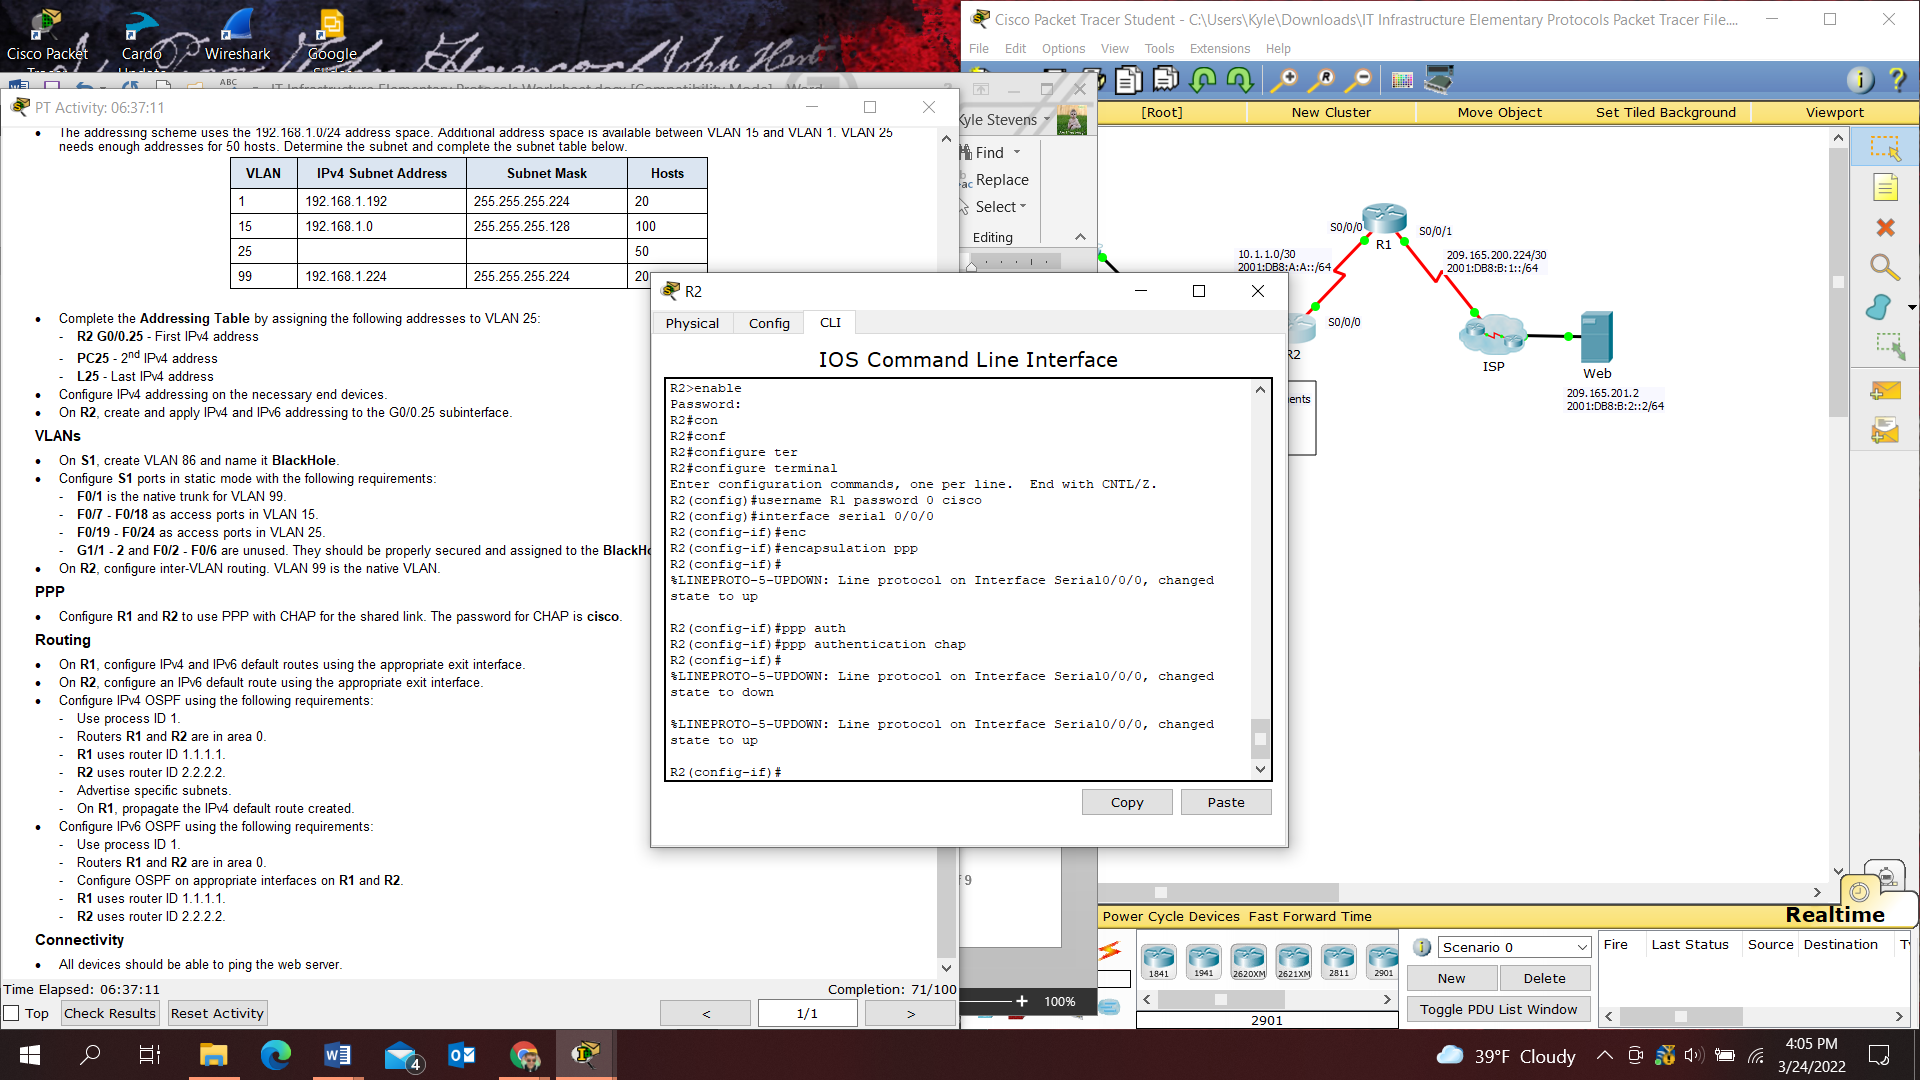 Cisco Packet
Cardo
Wireshark
Google
Cisco Packet Tracer Student - C:\Users\Kyle\Downloads\IT Infrastructure Elementary Protocols Packet Tracer File....
File Edit Options View Tools Extensions Help
ABC
IT Infrastructure Elementary Protocols Worksheet.docx [Compatibility Mode] - Word
[Root] New Cluster Move Object Set Tiled Background Viewport
PT Activity: 06:37:11
Kyle Stevens
Find
Replace
Select
Editing
The addressing scheme uses the 192.168.1.0/24 address space. Additional address space is available between VLAN 15 and VLAN 1. VLAN 25
needs enough addresses for 50 hosts. Determine the subnet and complete the subnet table below.
VLAN IPv4 Subnet Address Subnet Mask Hosts
1 192.168.1.192 255.255.255.224 20
15 192.168.1.0 255.255.255.128 100
25 50
99 192.168.1.224 255.255.255.224 20
• Complete the Addressing Table by assigning the following addresses to VLAN 25:
- R2 G0/0.25 - First IPv4 address
- PC25 - 2nd IPv4 address
- L25 - Last IPv4 address
• Configure IPv4 addressing on the necessary end devices.
• On R2, create and apply IPv4 and IPv6 addressing to the G0/0.25 subinterface.
VLANs
• On S1, create VLAN 86 and name it BlackHole.
• Configure S1 ports in static mode with the following requirements:
- F0/1 is the native trunk for VLAN 99.
- F0/7 - F0/18 as access ports in VLAN 15.
- F0/19 - F0/24 as access ports in VLAN 25.
- G1/1 - 2 and F0/2 - F0/6 are unused. They should be properly secured and assigned to the BlackHo
• On R2, configure inter-VLAN routing. VLAN 99 is the native VLAN.
PPP
• Configure R1 and R2 to use PPP with CHAP for the shared link. The password for CHAP is cisco.
Routing
• On R1, configure IPv4 and IPv6 default routes using the appropriate exit interface.
• On R2, configure an IPv6 default route using the appropriate exit interface.
• Configure IPv4 OSPF using the following requirements:
- Use process ID 1.
- Routers R1 and R2 are in area 0.
- R1 uses router ID 1.1.1.1.
- R2 uses router ID 2.2.2.2.
- Advertise specific subnets.
- On R1, propagate the IPv4 default route created.
• Configure IPv6 OSPF using the following requirements:
- Use process ID 1.
- Routers R1 and R2 are in area 0.
- Configure OSPF on appropriate interfaces on R1 and R2.
- R1 uses router ID 1.1.1.1.
- R2 uses router ID 2.2.2.2.
Connectivity
• All devices should be able to ping the web server.
Time Elapsed: 06:37:11 Completion: 71/100
Top Check Results Reset Activity < 1/1 >
R2
Physical Config CLI
IOS Command Line Interface
R2>enable
Password:
R2#con
R2#conf
R2#configure ter
R2#configure terminal
Enter configuration commands, one per line. End with CNTL/Z.
R2(config)#username R1 password 0 cisco
R2(config)#interface serial 0/0/0
R2(config-if)#enc
R2(config-if)#encapsulation ppp
R2(config-if)#
%LINEPROTO-5-UPDOWN: Line protocol on Interface Serial0/0/0, changed
state to up
R2(config-if)#ppp auth
R2(config-if)#ppp authentication chap
R2(config-if)#
%LINEPROTO-5-UPDOWN: Line protocol on Interface Serial0/0/0, changed
state to down
%LINEPROTO-5-UPDOWN: Line protocol on Interface Serial0/0/0, changed
state to up
R2(config-if)#
Copy Paste
S0/0/0
R1
S0/0/1
10.1.1.0/30
2001:DB8:A:A::/64
209.165.200.224/30
2001:DB8:B:1::/64
S0/0/0
R2
ISP
Web
209.165.201.2
2001:DB8:B:2::2/64
ents
f 9
100%
Power Cycle Devices Fast Forward Time
Realtime
1841 1941 2620XM 2621XM 2811 2901
2901
Scenario 0
New Delete
Toggle PDU List Window
Fire Last Status Source Destination
4
39°F Cloudy
4:05 PM
3/24/2022